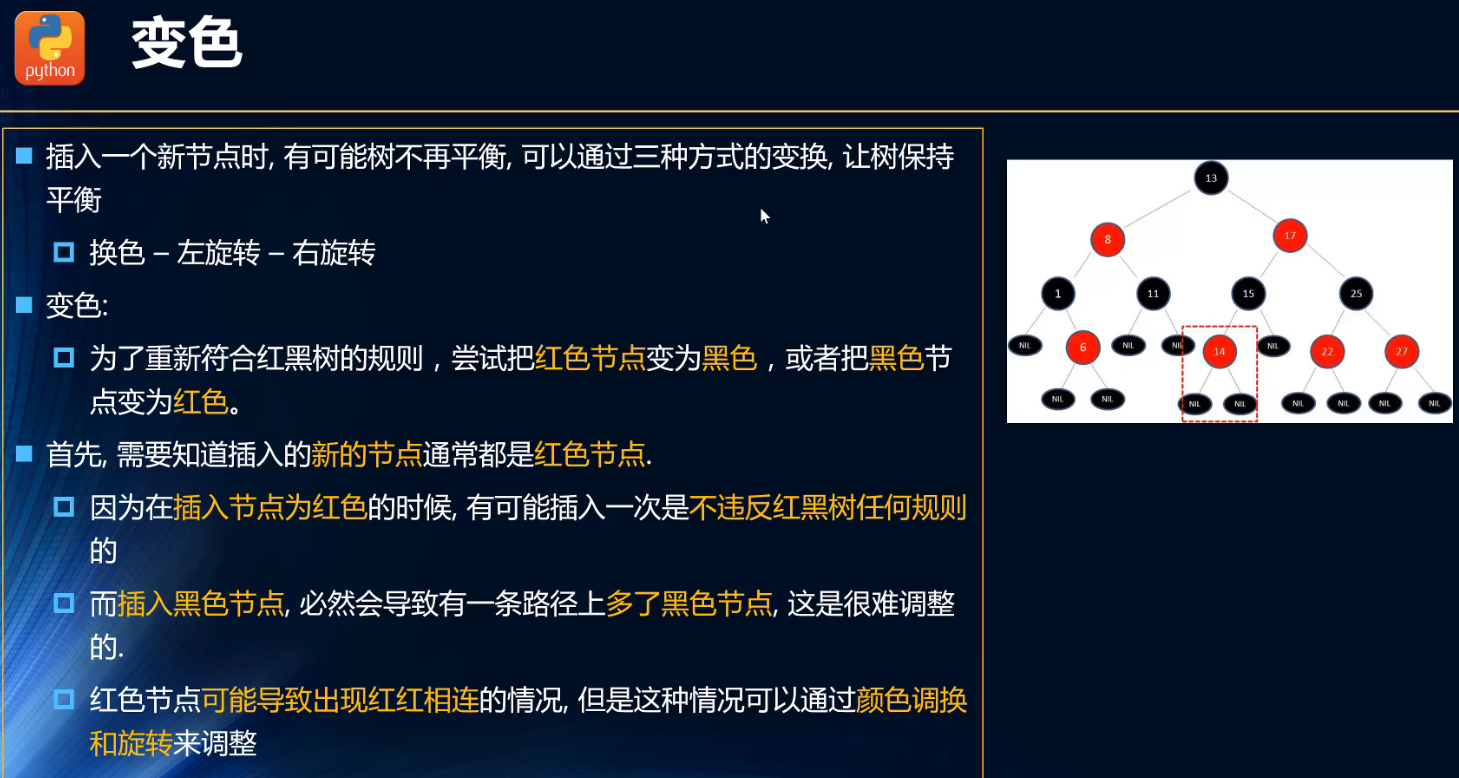 python
变色
插入一个新节点时, 有可能树不再平衡, 可以通过三种方式的变换, 让树保持
平衡
换色 – 左旋转 – 右旋转
变色:
为了重新符合红黑树的规则，尝试把红色节点变为黑色，或者把黑色节
点变为红色。
首先, 需要知道插入的新的节点通常都是红色节点.
因为在插入节点为红色的时候, 有可能插入一次是不违反红黑树任何规则
的
而插入黑色节点, 必然会导致有一条路径上多了黑色节点, 这是很难调整
的.
红色节点可能导致出现红红相连的情况, 但是这种情况可以通过颜色调换
和旋转来调整
13
8 17
1 11 15 25
NIL 6 NIL NIL 14 NIL 22 27
NIL NIL NIL NIL NIL NIL NIL NIL